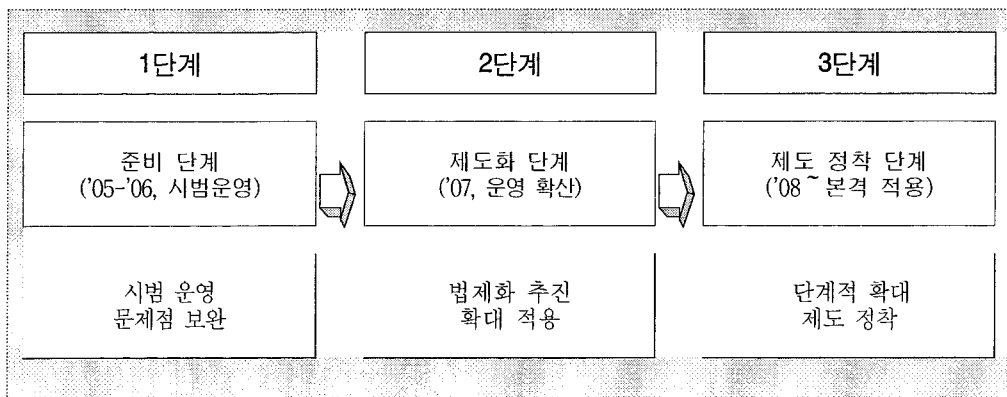 1단계
2단계
3단계
준비 단계
('05-'06, 시범운영)
제도화 단계
('07, 운영 확산)
제도 정착 단계
('08~본격 적용)
시범 운영
문제점 보완
법제화 추진
확대 적용
단계적 확대
제도 정착